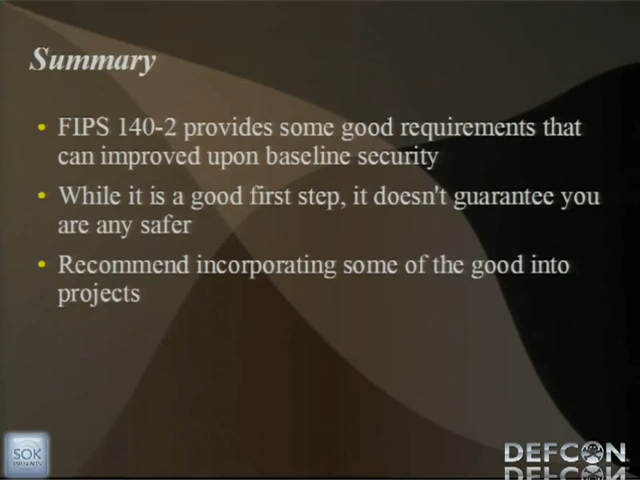 Summary
• FIPS 140-2 provides some good requirements that
can improved upon baseline security
• While it is a good first step, it doesn't guarantee you
are any safer
• Recommend incorporating some of the good into
projects
SOK
DEFCON